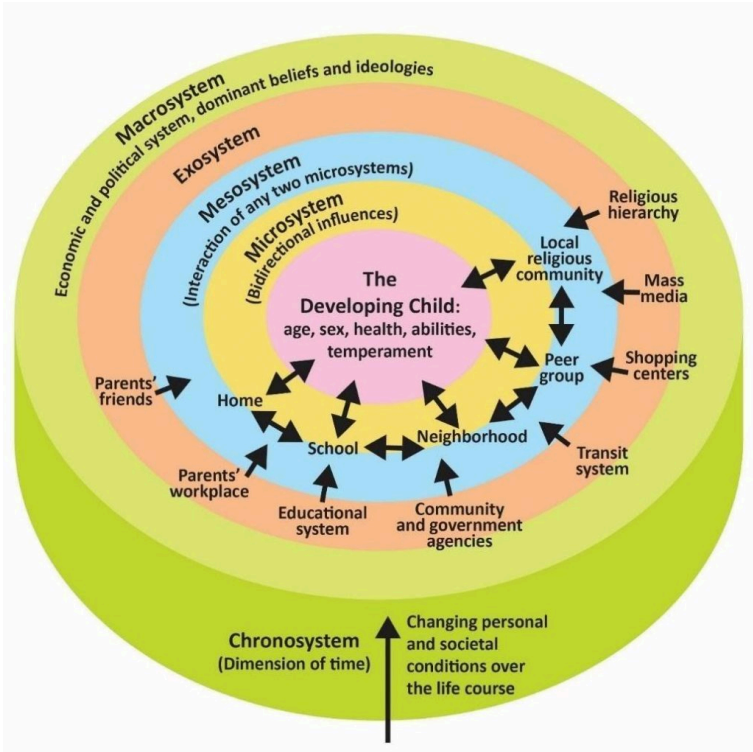 Macrosystem
Economic and political system, dominant beliefs and ideologies
Exosystem
Mesosystem
(Interaction of any two microsystems)
Microsystem
(Bidirectional influences)
The
Developing Child:
age, sex, health, abilities,
temperament
Religious
hierarchy
Local
religious
community
Mass
media
Shopping
centers
Peer
group
Parents'
friends
Home
School
Neighborhood
Transit
system
Parents'
workplace
Educational
system
Community
and government
agencies
Chronosystem
(Dimension of time)
Changing personal
and societal
conditions over
the life course